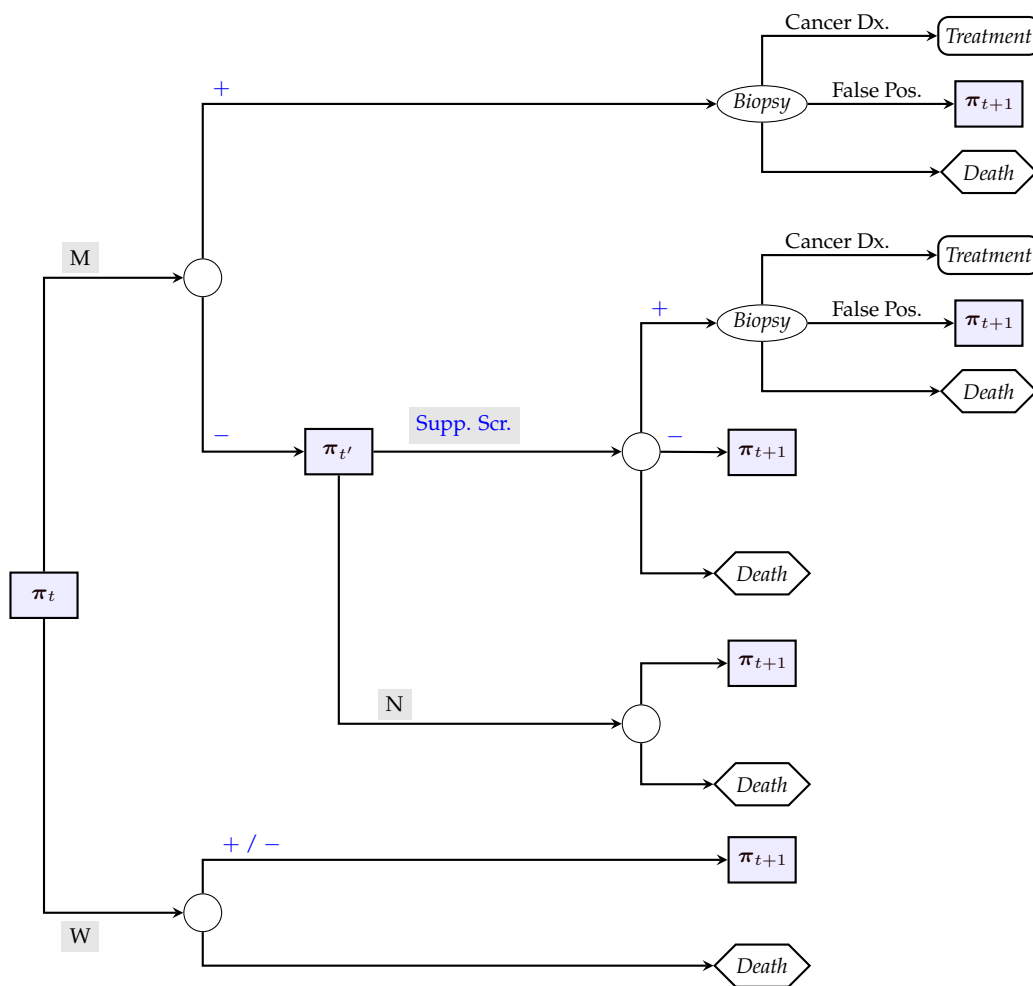 Cancer Dx.
Treatment
+
Biopsy
False Pos.
π_{t+1}
Death
M
Cancer Dx.
Treatment
+
Biopsy
False Pos.
π_{t+1}
Death
Supp. Scr.
−
π_{t'}
−
π_{t+1}
Death
π_t
π_{t+1}
N
Death
+ / −
π_{t+1}
W
Death